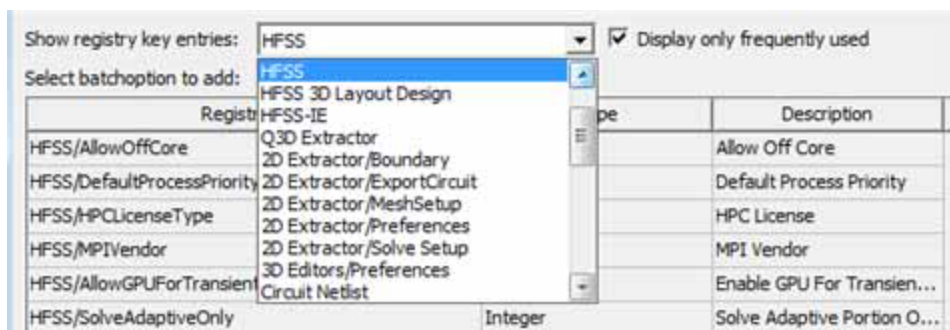 Show registry key entries: HFSS Display only frequently used
Select batchoption to add:
HFSS
HFSS 3D Layout Design
HFSS-IE
Q3D Extractor
2D Extractor/Boundary
2D Extractor/ExportCircuit
2D Extractor/MeshSetup
2D Extractor/Preferences
2D Extractor/Solve Setup
3D Editors/Preferences
Circuit Netlist
Registr pe Description
HFSS/AllowOffCore Allow Off Core
HFSS/DefaultProcessPriority Default Process Priority
HFSS/HPCLicenseType HPC License
HFSS/MPIVendor MPI Vendor
HFSS/AllowGPUForTransient Enable GPU For Transien...
HFSS/SolveAdaptiveOnly Integer Solve Adaptive Portion O...